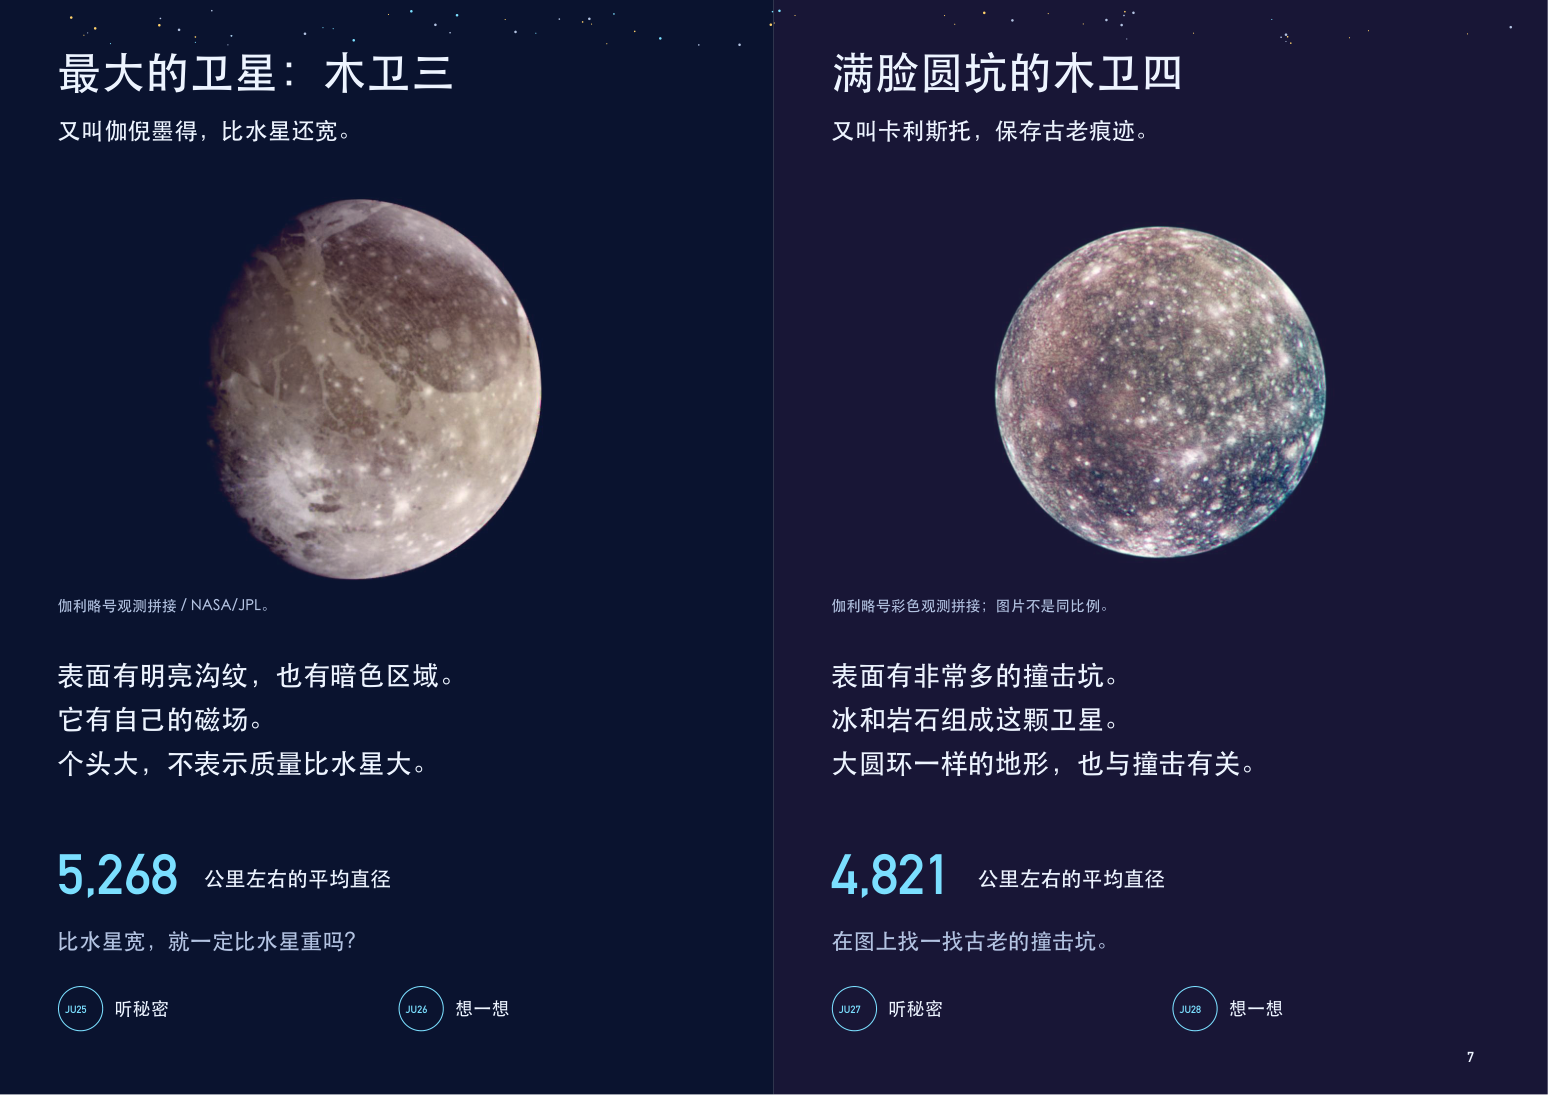 最大的卫星：木卫三
又叫伽倪墨得，比水星还宽。
伽利略号观测拼接 / NASA/JPL。
表面有明亮沟纹，也有暗色区域。
它有自己的磁场。
个头大，不表示质量比水星大。
5,268 公里左右的平均直径
比水星宽，就一定比水星重吗？
JU25 听秘密
JU26 想一想
满脸圆坑的木卫四
又叫卡利斯托，保存古老痕迹。
伽利略号彩色观测拼接；图片不是同比例。
表面有非常多的撞击坑。
冰和岩石组成这颗卫星。
大圆环一样的地形，也与撞击有关。
4,821 公里左右的平均直径
在图上找一找古老的撞击坑。
JU27 听秘密
JU28 想一想
7